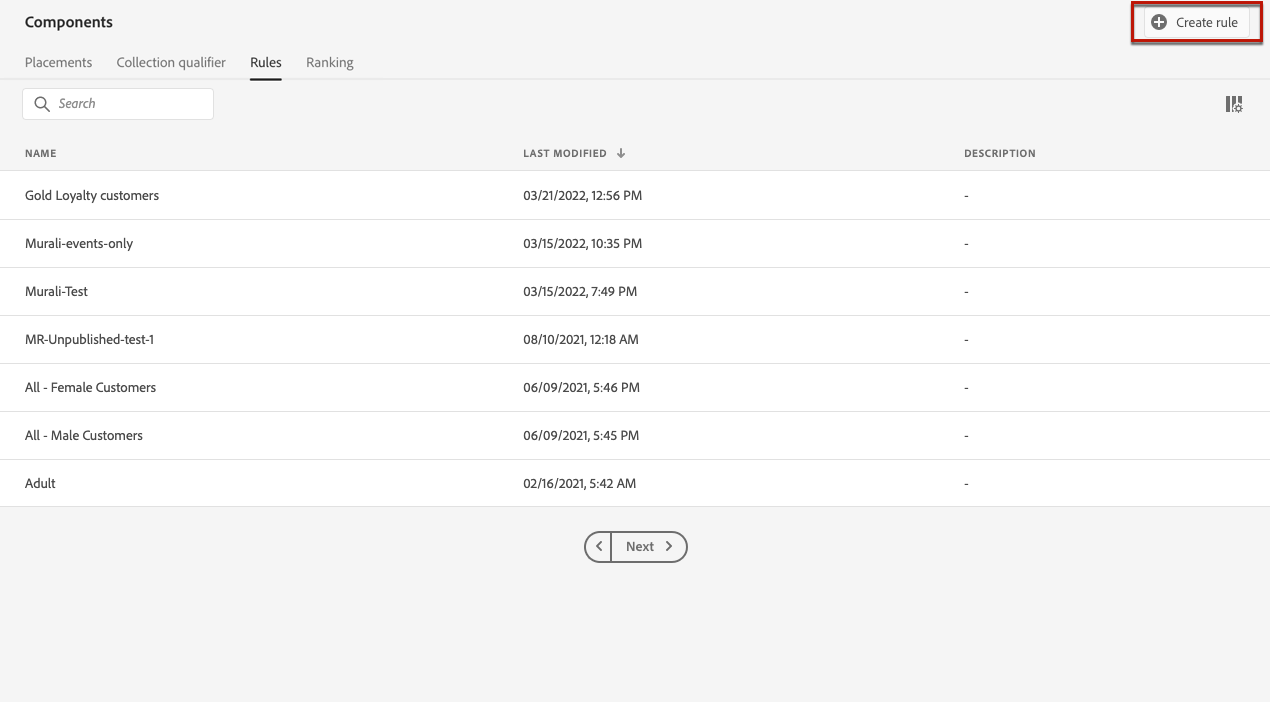 Components
Create rule
Placements Collection qualifier Rules Ranking
Search
NAME LAST MODIFIED DESCRIPTION
Gold Loyalty customers 03/21/2022, 12:56 PM -
Murali-events-only 03/15/2022, 10:35 PM -
Murali-Test 03/15/2022, 7:49 PM -
MR-Unpublished-test-1 08/10/2021, 12:18 AM -
All - Female Customers 06/09/2021, 5:46 PM -
All - Male Customers 06/09/2021, 5:45 PM -
Adult 02/16/2021, 5:42 AM -
Next